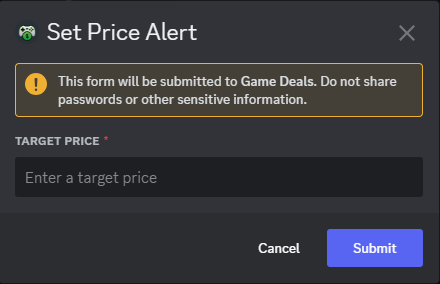 Set Price Alert
This form will be submitted to Game Deals. Do not share
passwords or other sensitive information.
TARGET PRICE *
Enter a target price
Cancel
Submit